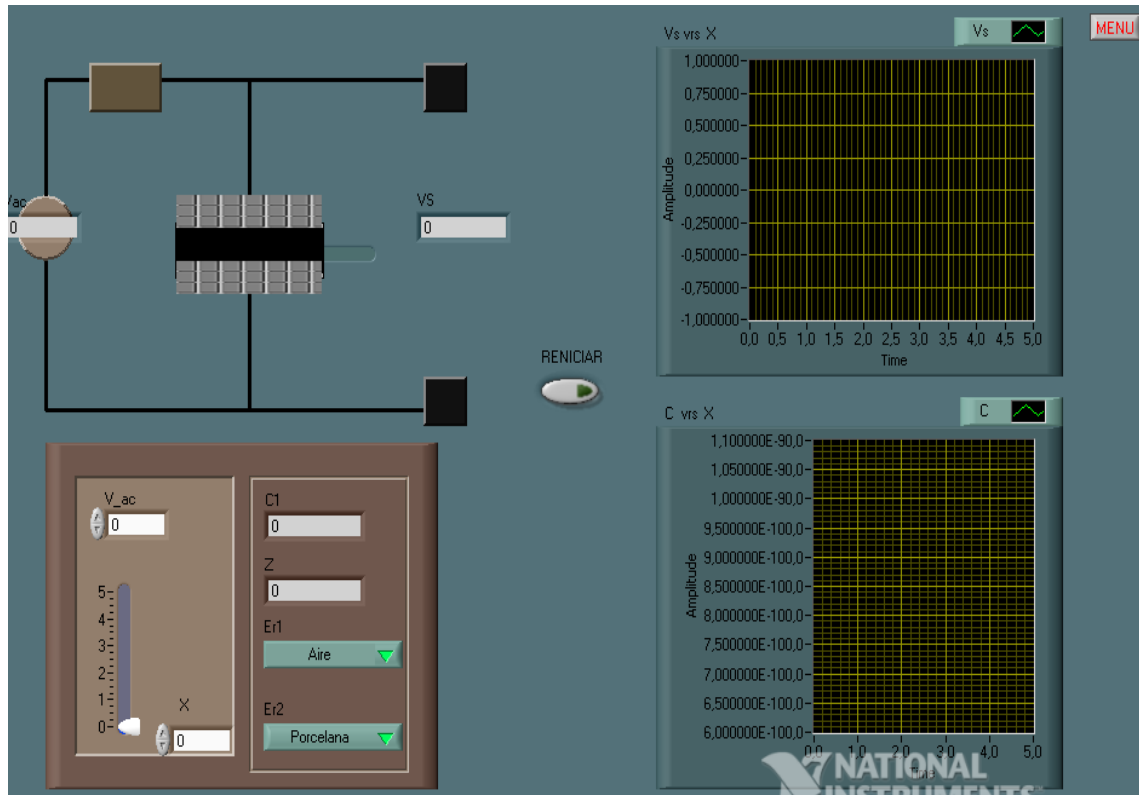 Vs vrs X
Vs
MENU
1,000000
0,750000
0,500000
0,250000
0,000000
-0,250000
-0,500000
-0,750000
-1,000000
Amplitude
0,0 0,5 1,0 1,5 2,0 2,5 3,0 3,5 4,0 4,5 5,0
Time
0
VS
0
RENICIAR
C vrs X
C
1,100000E-90,0
1,050000E-90,0
1,000000E-90,0
9,500000E-100,0
9,000000E-100,0
8,500000E-100,0
8,000000E-100,0
7,500000E-100,0
7,000000E-100,0
6,500000E-100,0
6,000000E-100,0
Amplitude
0,0 1,0 2,0 3,0 4,0 5,0
Time
V_ac
0
5
4
3
2
1
0
X
0
C1
0
Z
0
Er1
Aire
Er2
Porcelana
NATIONAL
INSTRUMENTS